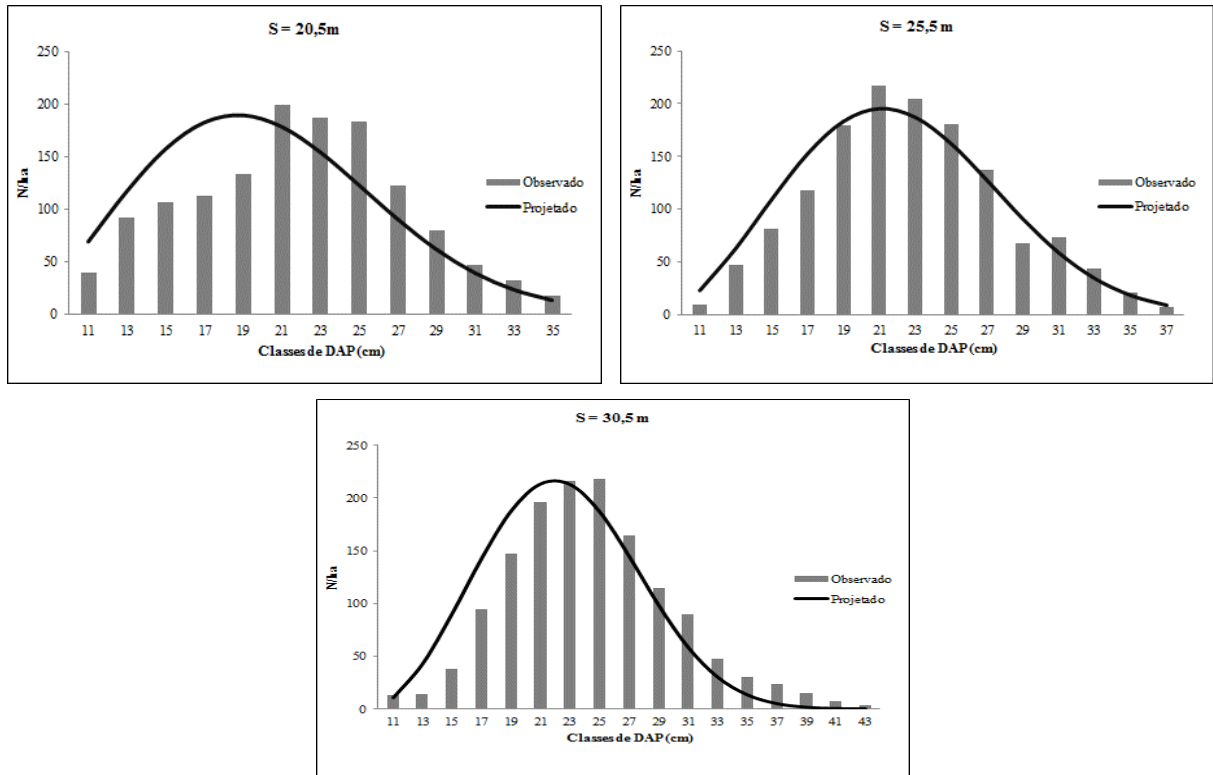 S = 20,5m
250
200
150
100
50
0
N/ha
Observado
Projetado
11 13 15 17 19 21 23 25 27 29 31 33 35
Classes de DAP (cm)
S = 25,5m
250
200
150
100
50
0
N/ha
Observado
Projetado
11 13 15 17 19 21 23 25 27 29 31 33 35 37
Classes de DAP (cm)
S = 30,5 m
250
200
150
100
50
0
N/ha
Observado
Projetado
11 13 15 17 19 21 23 25 27 29 31 33 35 37 39 41 43
Classes de DAP (cm)